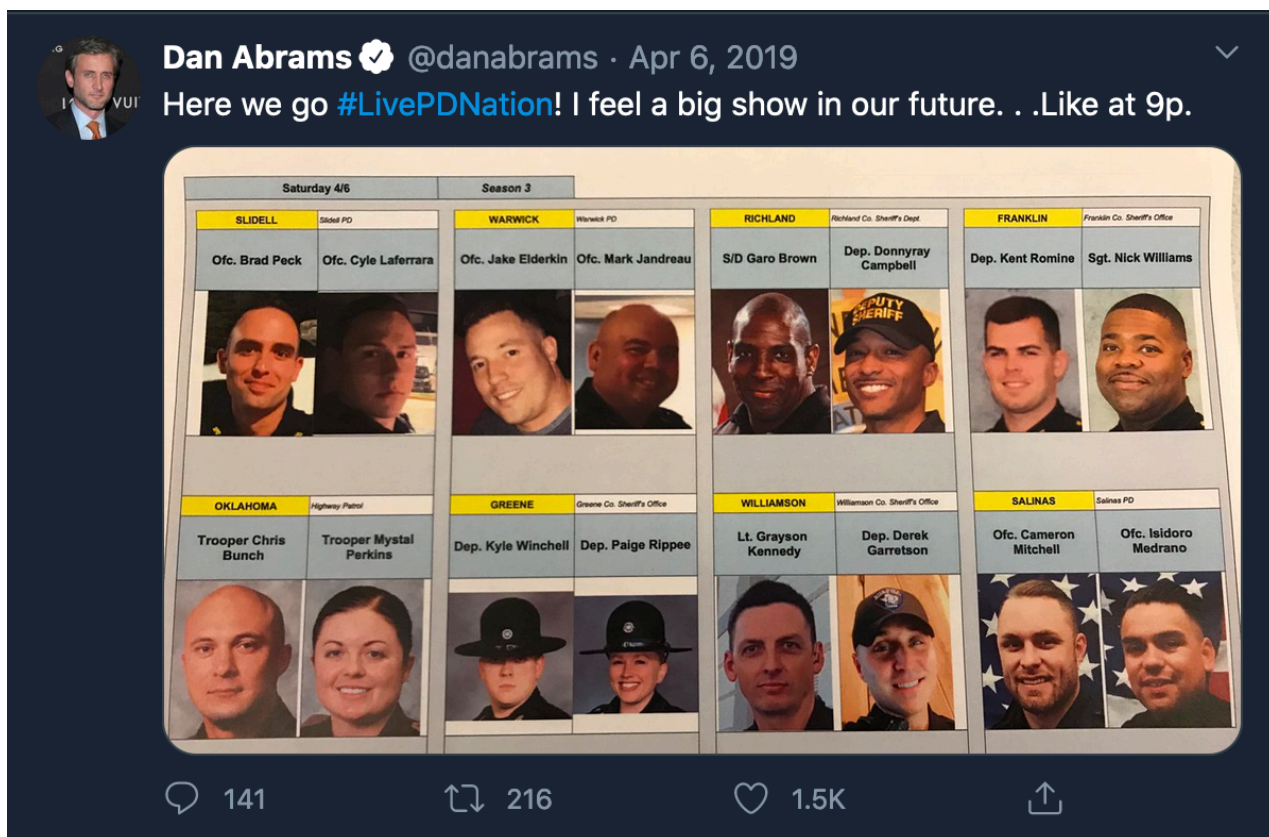 Dan Abrams @danabrams · Apr 6, 2019
Here we go #LivePDNation! I feel a big show in our future. . .Like at 9p.
Saturday 4/6 Season 3
SLIDELL Slidell PD
Ofc. Brad Peck Ofc. Cyle Laferrara
WARWICK Warwick PD
Ofc. Jake Elderkin Ofc. Mark Jandreau
RICHLAND Richland Co. Sheriff's Dept.
S/D Garo Brown Dep. Donnyray
Campbell
DEPUTY
SHERIFF
FRANKLIN Franklin Co. Sheriff's Office
Dep. Kent Romine Sgt. Nick Williams
OKLAHOMA Highway Patrol
Trooper Chris Trooper Mystal
Bunch Perkins
GREENE Greene Co. Sheriff's Office
Dep. Kyle Winchell Dep. Paige Rippee
WILLIAMSON Williamson Co. Sheriff's Office
Lt. Grayson Dep. Derek
Kennedy Garretson
SALINAS Salinas PD
Ofc. Cameron Ofc. Isidoro
Mitchell Medrano
141 216 1.5K